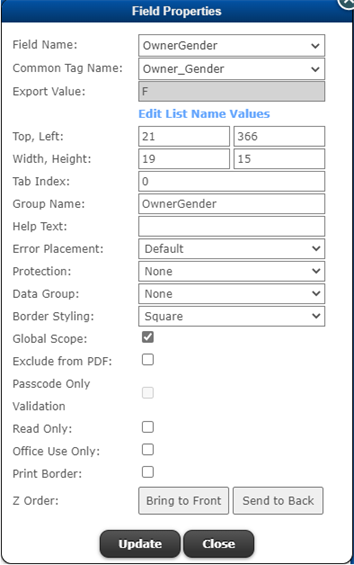 Field Properties
Field Name: OwnerGender
Common Tag Name: Owner_Gender
Export Value: F
Edit List Name Values
Top, Left: 21 366
Width, Height: 19 15
Tab Index: 0
Group Name: OwnerGender
Help Text:
Error Placement: Default
Protection: None
Data Group: None
Border Styling: Square
Global Scope:
Exclude from PDF:
Passcode Only
Validation
Read Only:
Office Use Only:
Print Border:
Z Order: Bring to Front Send to Back
Update Close